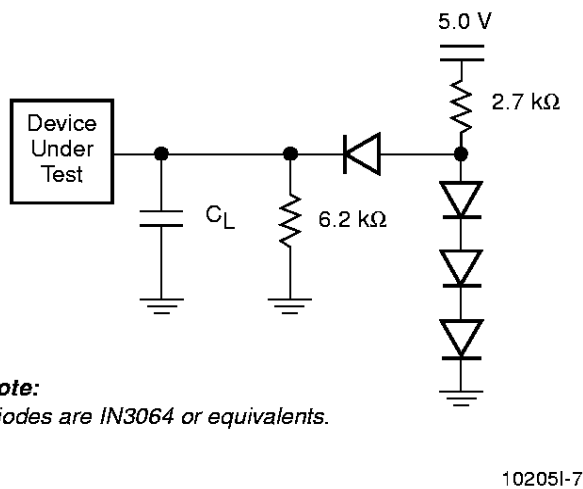 5.0 V
2.7 kΩ
Device
Under
Test
C_L
6.2 kΩ
ote:
iodes are IN3064 or equivalents.
10205I-7